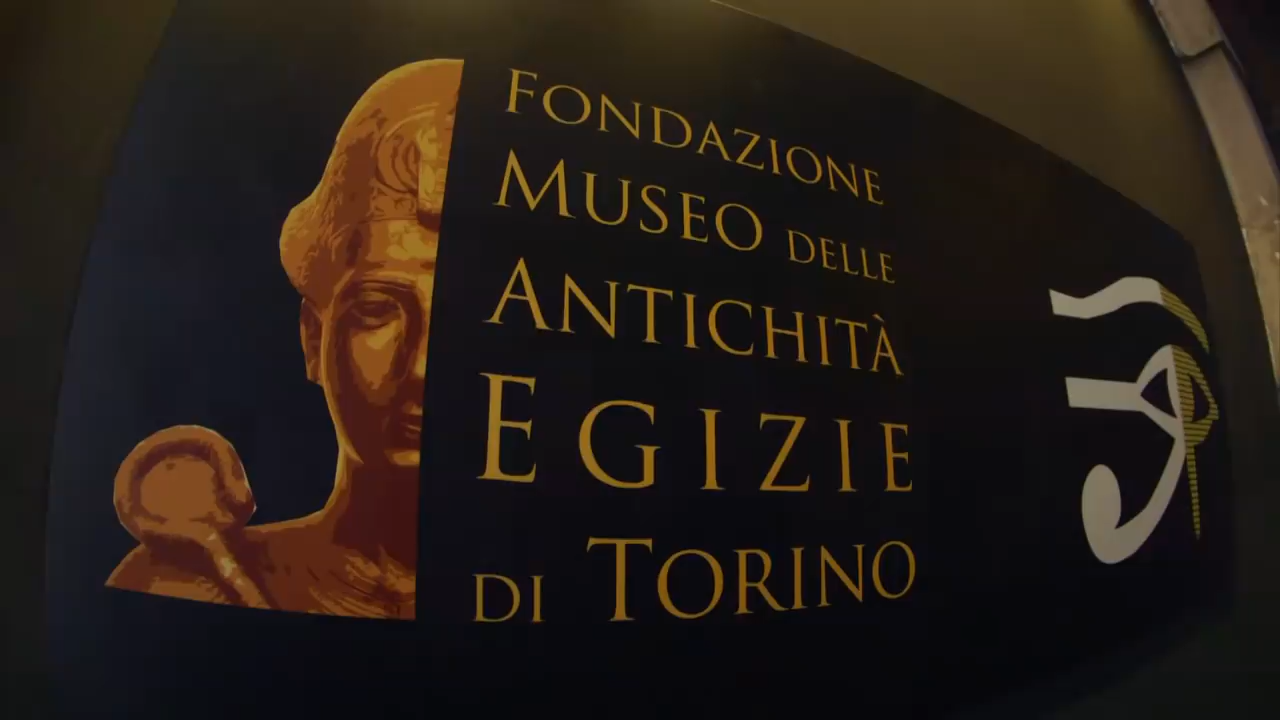 Fondazione
Museo delle
Antichità
Egizie
di Torino